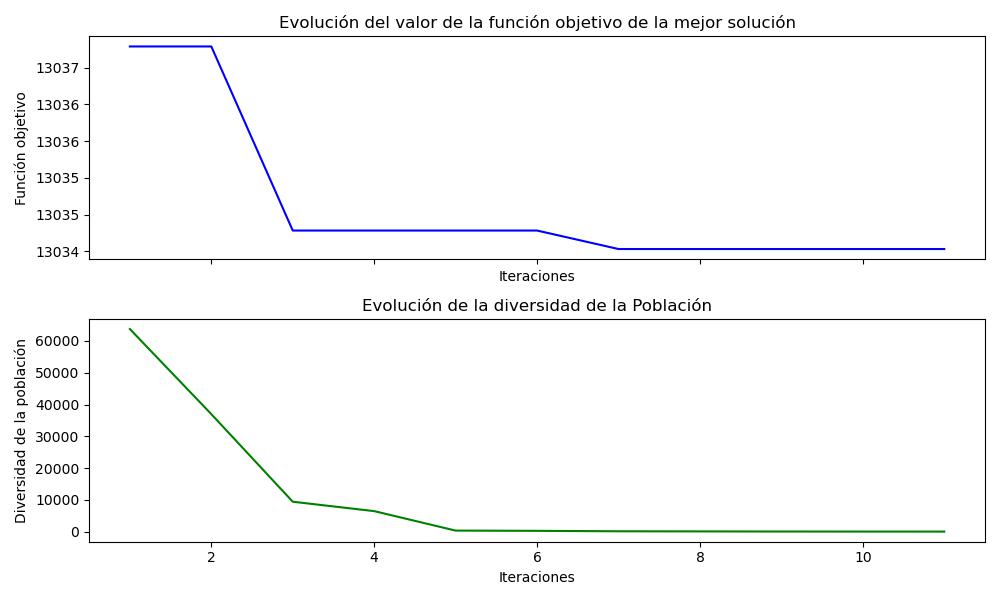 Evolución del valor de la función objetivo de la mejor solución
Función objetivo
13037
13036
13036
13035
13035
13034
Iteraciones
Evolución de la diversidad de la Población
Diversidad de la población
60000
50000
40000
30000
20000
10000
0
2 4 6 8 10
Iteraciones